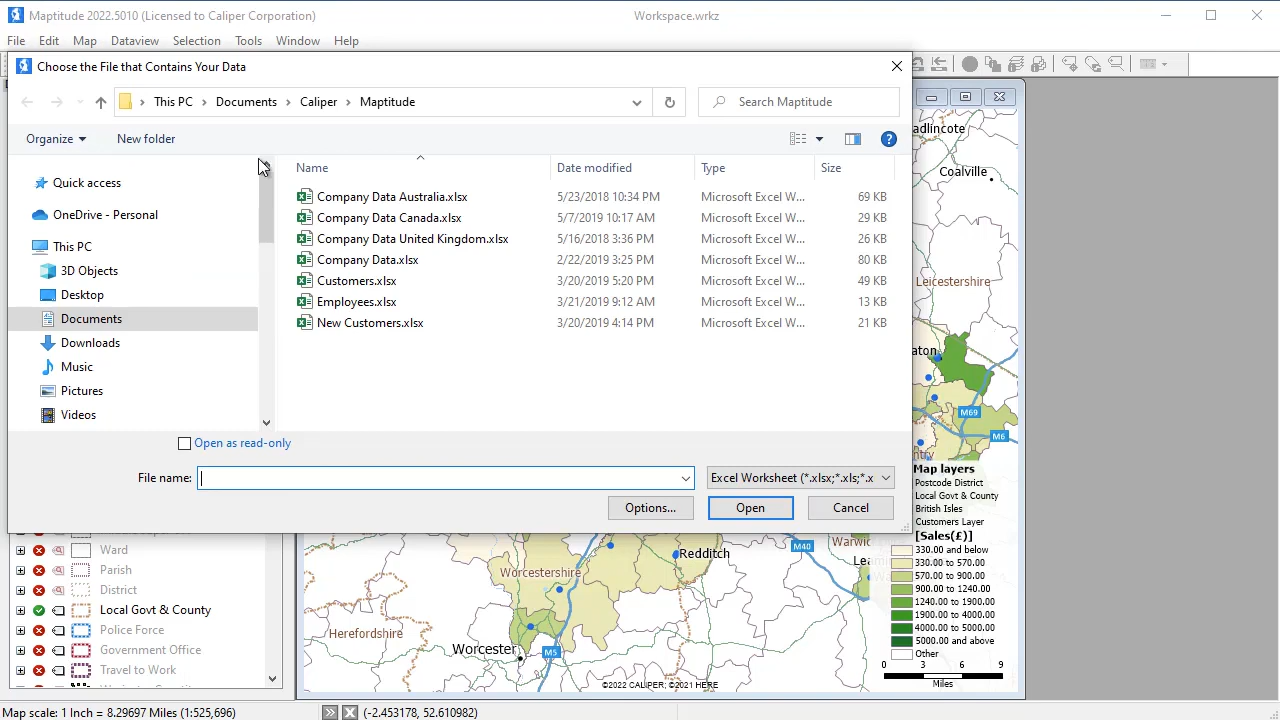 Maptitude 2022.5010 (Licensed to Caliper Corporation)
Workspace.wrkz
File Edit Map Dataview Selection Tools Window Help
Choose the File that Contains Your Data
This PC > Documents > Caliper > Maptitude
Search Maptitude
Organize New folder
Quick access
OneDrive - Personal
This PC
3D Objects
Desktop
Documents
Downloads
Music
Pictures
Videos
Name Date modified Type Size
Company Data Australia.xlsx 5/23/2018 10:34 PM Microsoft Excel W... 69 KB
Company Data Canada.xlsx 5/7/2019 10:17 AM Microsoft Excel W... 29 KB
Company Data United Kingdom.xlsx 5/16/2018 3:36 PM Microsoft Excel W... 26 KB
Company Data.xlsx 2/22/2019 3:25 PM Microsoft Excel W... 80 KB
Customers.xlsx 3/20/2019 5:20 PM Microsoft Excel W... 49 KB
Employees.xlsx 3/21/2019 9:12 AM Microsoft Excel W... 13 KB
New Customers.xlsx 3/20/2019 4:14 PM Microsoft Excel W... 21 KB
Open as read-only
File name:
Excel Worksheet (*.xlsx;*.xls;*.x
Options... Open Cancel
adlincote
Coalville
Leicestershire
aton
M69
M6
ntry
Ward
Parish
District
Local Govt & County
Police Force
Government Office
Travel to Work
Redditch
M40
Warwic
Lea
Worcestershire
Herefordshire
Worcester
M5
©2022 CALIPER; ©2021 HERE
Map layers
Postcode District
Local Govt & County
British Isles
Customers Layer
[Sales(£)]
330.00 and below
330.00 to 570.00
570.00 to 900.00
900.00 to 1240.00
1240.00 to 1900.00
1900.00 to 4000.00
4000.00 to 5000.00
5000.00 and above
Other
0 3 6 9
Miles
Map scale: 1 Inch = 8.29697 Miles (1:525,696)
(-2.453178, 52.610982)